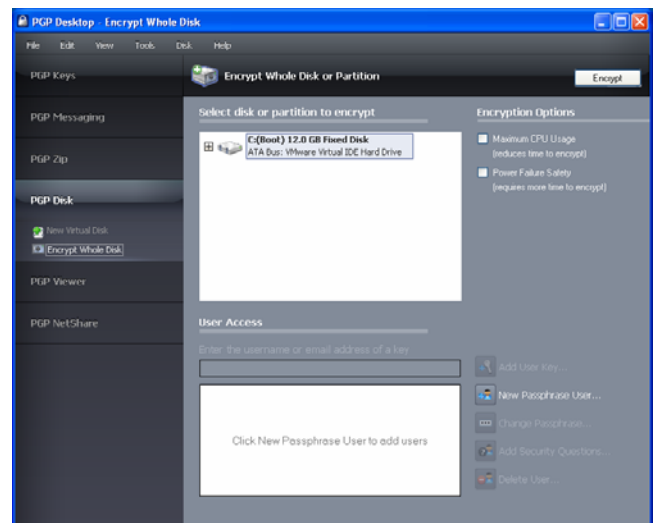 PGP Desktop - Encrypt Whole Disk
File Edit View Tools Disk Help
PGP Keys
Encrypt Whole Disk or Partition
Encrypt
PGP Messaging
PGP Zip
PGP Disk
New Virtual Disk
Encrypt Whole Disk
PGP Viewer
PGP NetShare
Select disk or partition to encrypt
C:(Boot) 12.0 GB Fixed Disk
ATA Bus: VMware Virtual IDE Hard Drive
Encryption Options
Maximum CPU Usage
(reduces time to encrypt)
Power Failure Safety
(requires more time to encrypt)
User Access
Enter the username or email address of a key
Click New Passphrase User to add users
Add User Key...
New Passphrase User...
Change Passphrase...
Add Security Questions...
Delete User...